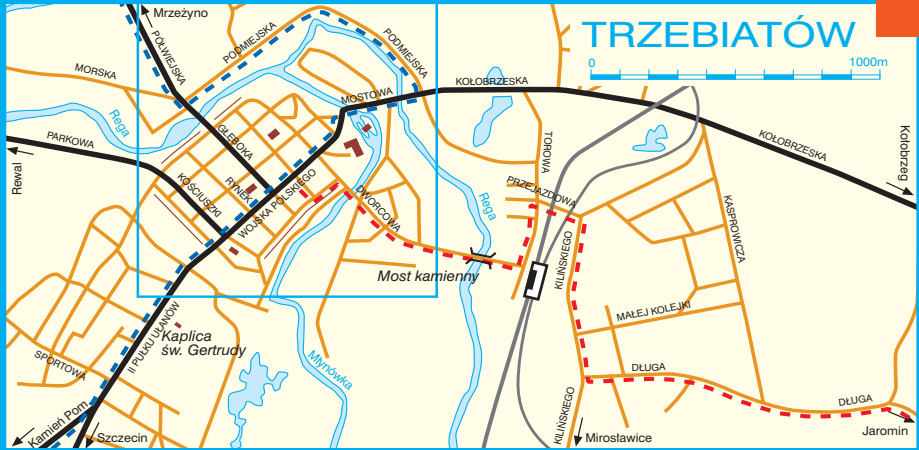 TRZEBIATÓW
0 1000m
Mrzeżyno
PÓŁWIEJSKA
PODMIEJSKA
PODMIEJSKA
MORSKA
KOŁOBRZESKA
MOSTOWA
Rega
PARKOWA
GŁĘBOKA
KOŁOBRZESKA
Kołobrzeg
TOROWA
Rewal
KOŚCIUSZKI
RYNEK
WOJSKA POLSKIEGO
DWORCOWA
PRZEJAZDOWA
Rega
KASPROWICZA
KILIŃSKIEGO
Most kamienny
MAŁEJ KOLEJKI
II PUŁKU UŁANÓW
Kaplica
św. Gertrudy
Młynówka
SPORTOWA
DŁUGA
DŁUGA
KILIŃSKIEGO
Kamień Pom
Szczecin
Mirosławice
Jaromin